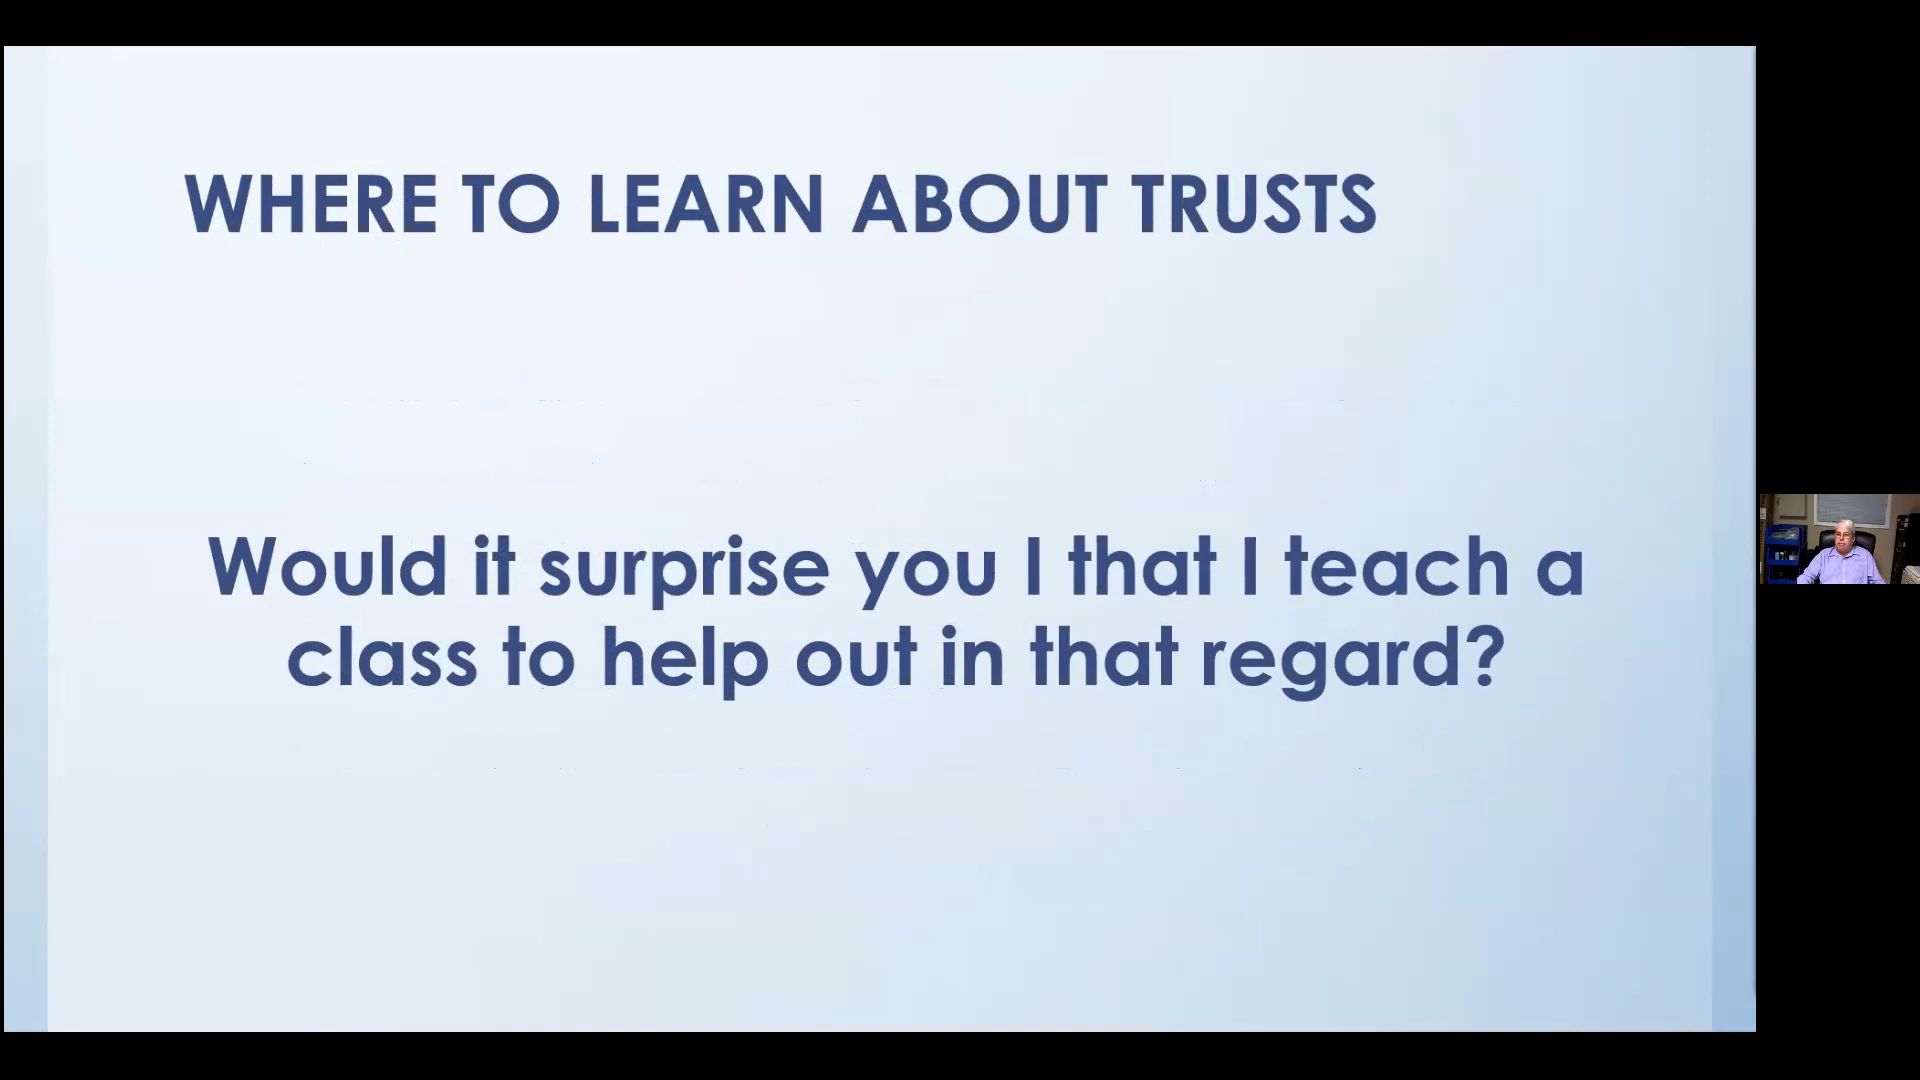 WHERE TO LEARN ABOUT TRUSTS
Would it surprise you I that I teach a
class to help out in that regard?